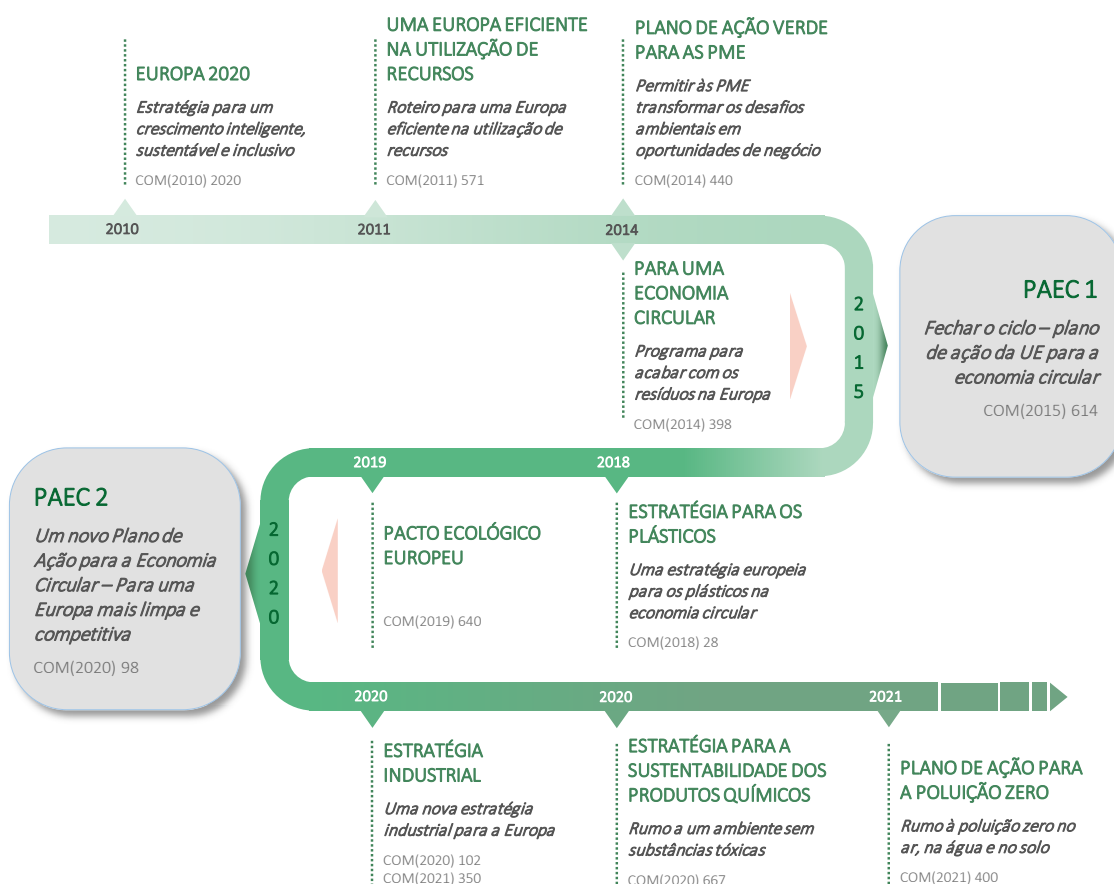 EUROPA 2020
Estratégia para um
crescimento inteligente,
sustentável e inclusivo
COM(2010) 2020
UMA EUROPA EFICIENTE
NA UTILIZAÇÃO DE
RECURSOS
Roteiro para uma Europa
eficiente na utilização de
recursos
COM(2011) 571
PLANO DE AÇÃO VERDE
PARA AS PME
Permitir às PME
transformar os desafios
ambientais em
oportunidades de negócio
COM(2014) 440
2010
2011
2014
PARA UMA
ECONOMIA
CIRCULAR
Programa para
acabar com os
resíduos na Europa
COM(2014) 398
2015
PAEC 1
Fechar o ciclo – plano
de ação da UE para a
economia circular
COM(2015) 614
2019
2018
PAEC 2
Um novo Plano de
Ação para a Economia
Circular – Para uma
Europa mais limpa e
competitiva
COM(2020) 98
2020
PACTO ECOLÓGICO
EUROPEU
COM(2019) 640
ESTRATÉGIA PARA OS
PLÁSTICOS
Uma estratégia europeia
para os plásticos na
economia circular
COM(2018) 28
2020
2020
2021
ESTRATÉGIA
INDUSTRIAL
Uma nova estratégia
industrial para a Europa
COM(2020) 102
COM(2021) 350
ESTRATÉGIA PARA A
SUSTENTABILIDADE DOS
PRODUTOS QUÍMICOS
Rumo a um ambiente sem
substâncias tóxicas
COM(2020) 667
PLANO DE AÇÃO PARA
A POLUIÇÃO ZERO
Rumo à poluição zero no
ar, na água e no solo
COM(2021) 400